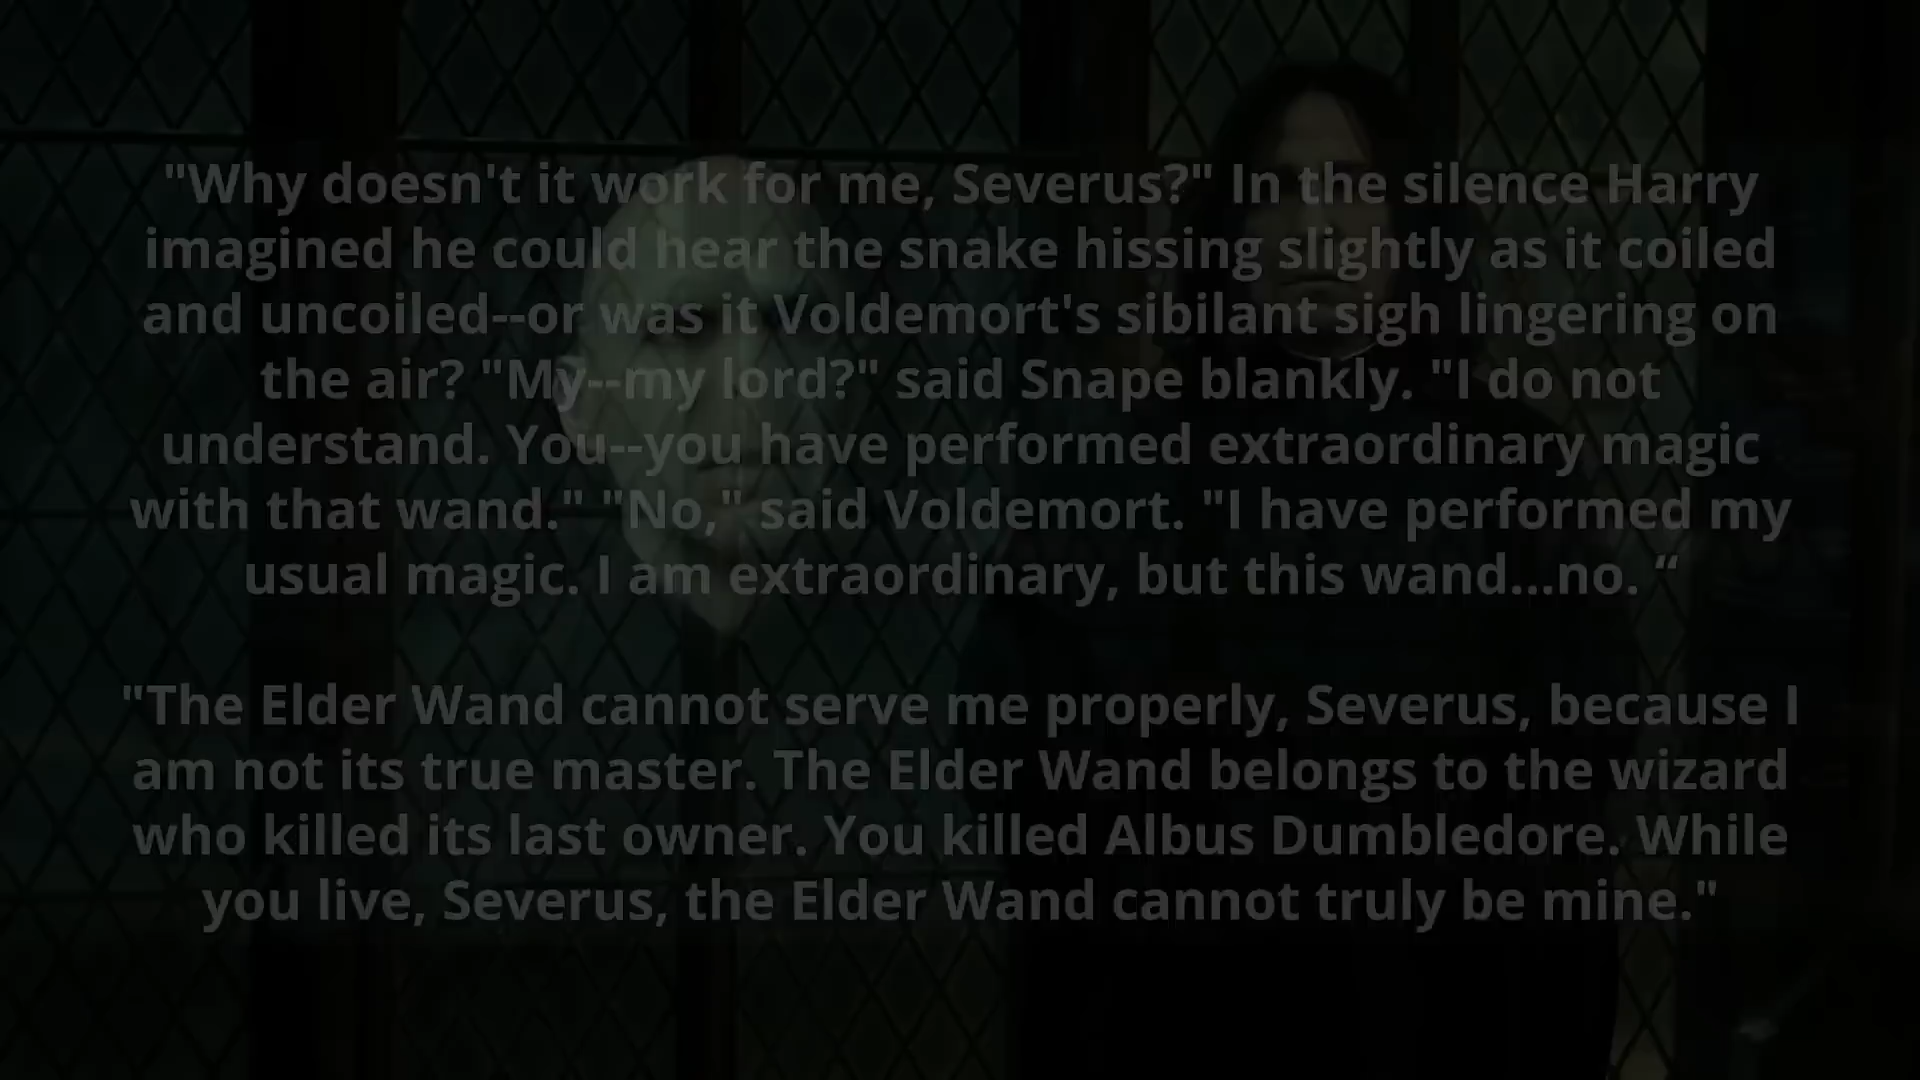 "Why doesn't it work for me, Severus?" In the silence Harry
imagined he could hear the snake hissing slightly as it coiled
and uncoiled--or was it Voldemort's sibilant sigh lingering on
the air? "My--my lord?" said Snape blankly. "I do not
understand. You--you have performed extraordinary magic
with that wand." "No," said Voldemort. "I have performed my
usual magic. I am extraordinary, but this wand...no. “
"The Elder Wand cannot serve me properly, Severus, because I
am not its true master. The Elder Wand belongs to the wizard
who killed its last owner. You killed Albus Dumbledore. While
you live, Severus, the Elder Wand cannot truly be mine."